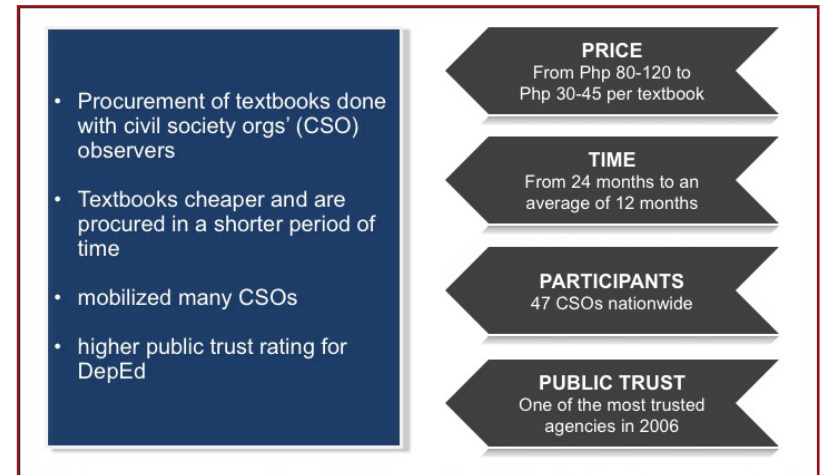 • Procurement of textbooks done
with civil society orgs’ (CSO)
observers
• Textbooks cheaper and are
procured in a shorter period of
time
• mobilized many CSOs
• higher public trust rating for
DepEd
PRICE
From Php 80-120 to
Php 30-45 per textbook
TIME
From 24 months to an
average of 12 months
PARTICIPANTS
47 CSOs nationwide
PUBLIC TRUST
One of the most trusted
agencies in 2006